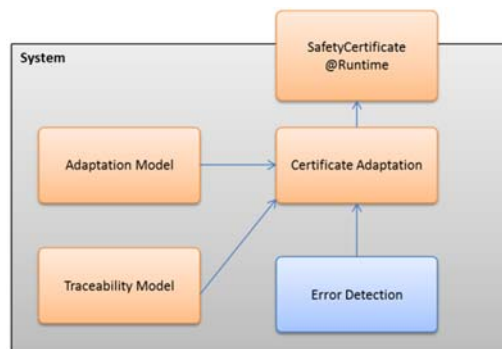 SafetyCertificate
@Runtime
System
Adaptation Model
Certificate Adaptation
Traceability Model
Error Detection